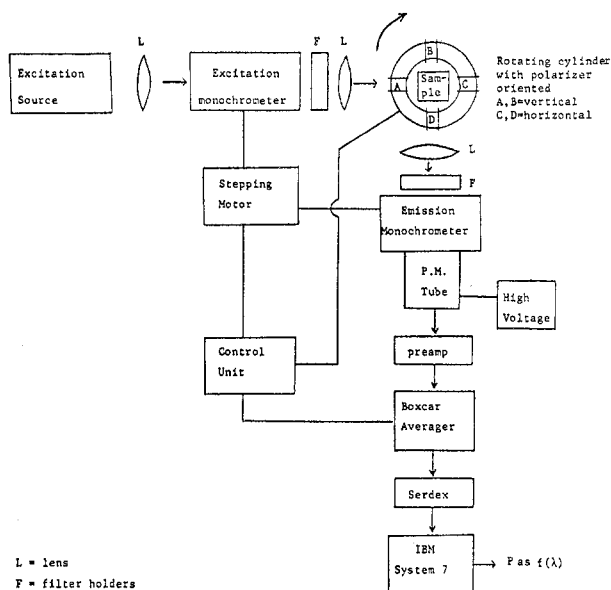 L
F
L
Excitation
Source
Excitation
monochrometer
B
A
Sam-
ple
C
D
Rotating cylinder
with polarizer
oriented
A,B=vertical
C,D=horizontal
L
F
Stepping
Motor
Emission
Monochrometer
P.M.
Tube
High
Voltage
Control
Unit
preamp
Boxcar
Averager
Serdex
IBM
System 7
P as f(λ)
L = lens
F = filter holders